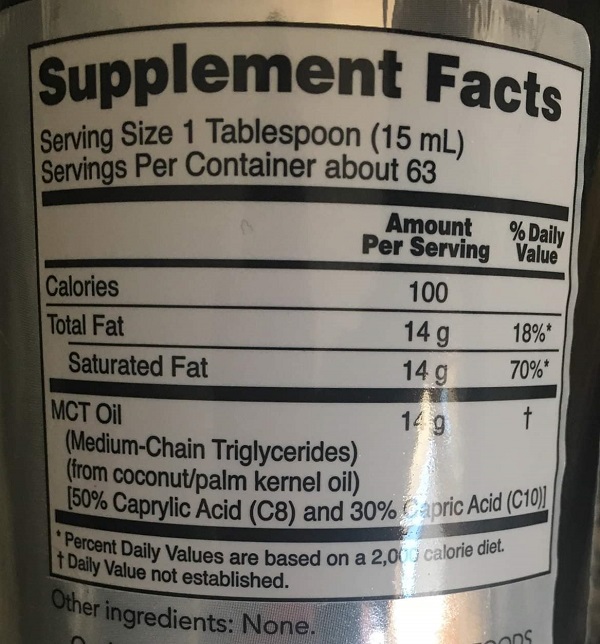 Supplement Facts
Serving Size 1 Tablespoon (15 mL)
Servings Per Container about 63
Amount Per Serving % Daily Value
Calories 100
Total Fat 14 g 18%*
Saturated Fat 14 g 70%*
MCT Oil 14 g †
(Medium-Chain Triglycerides)
(from coconut/palm kernel oil)
[50% Caprylic Acid (C8) and 30% Capric Acid (C10)]
* Percent Daily Values are based on a 2,000 calorie diet.
† Daily Value not established.
Other ingredients: None.